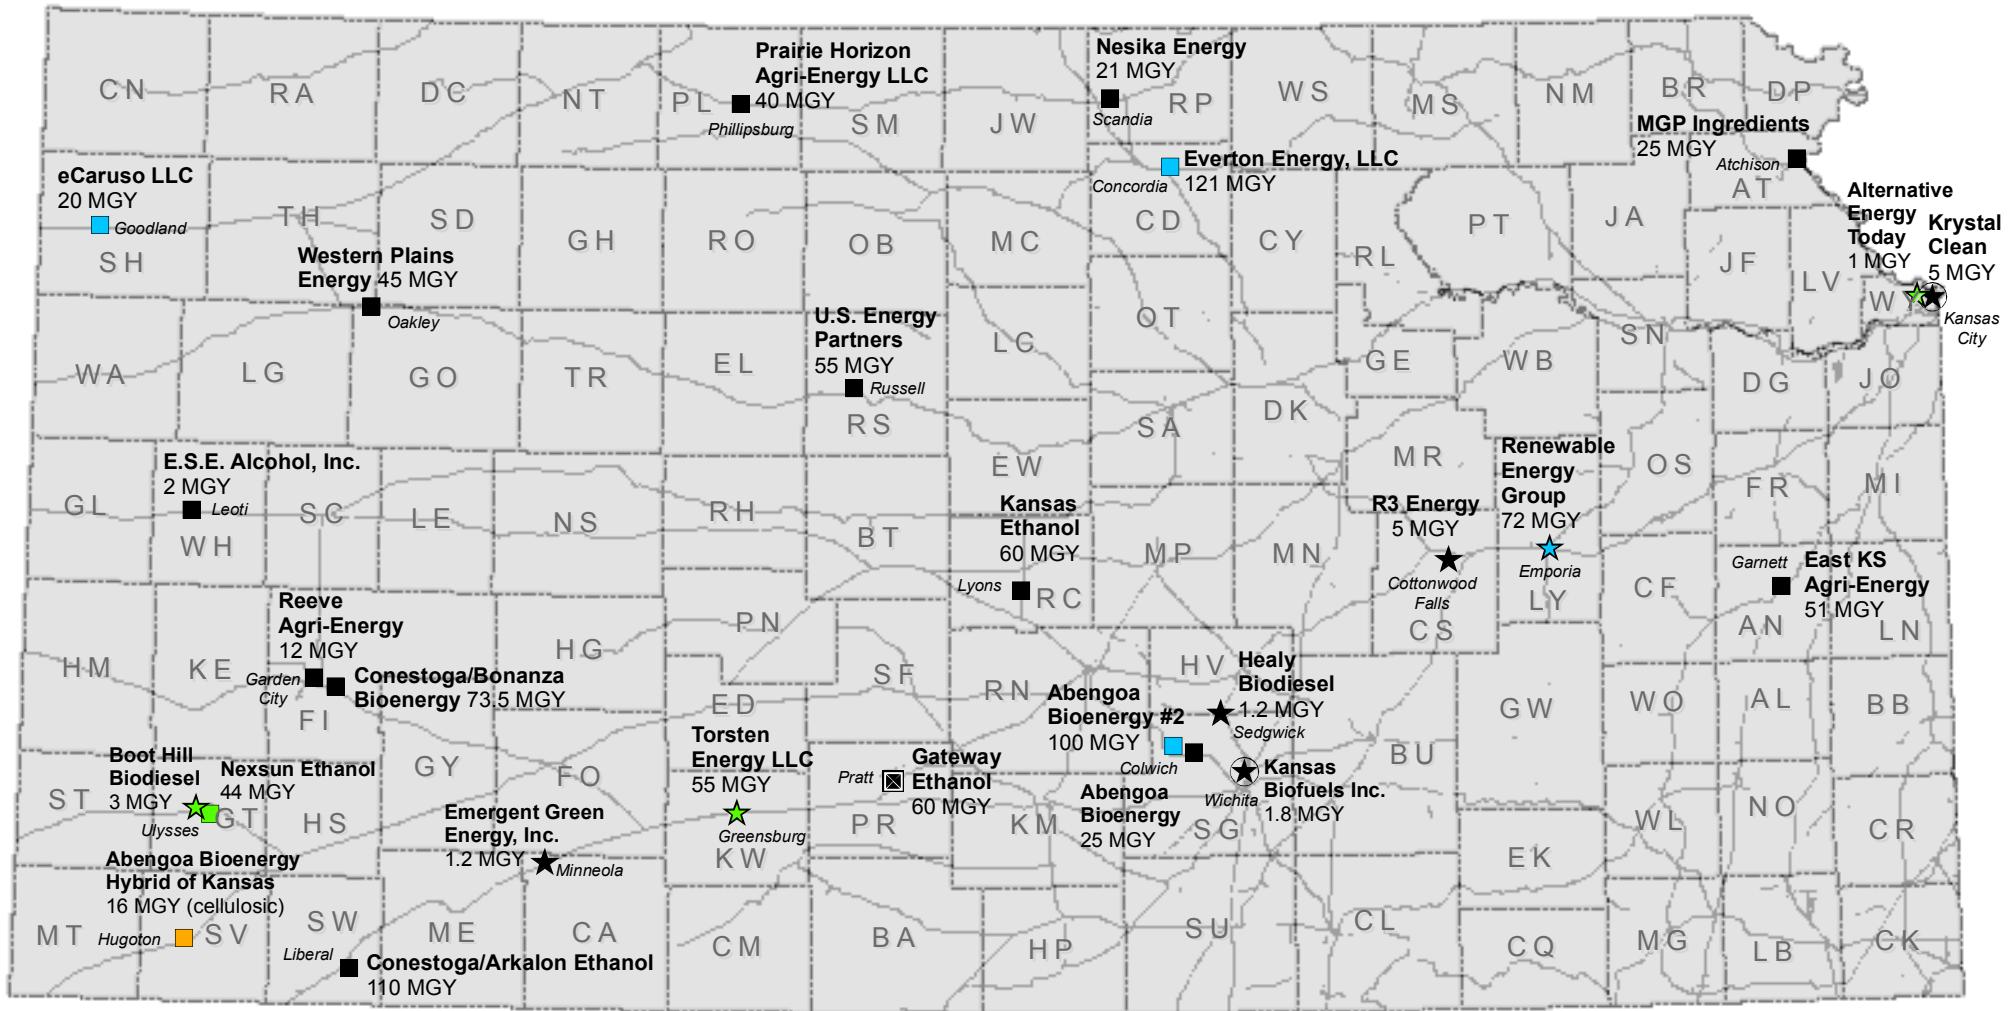 Prairie Horizon
Agri-Energy LLC
40 MGY
Phillipsburg
Nesika Energy
21 MGY
Scandia
CN
RA
DC
NT
PL
SM
JW
RP
WS
MS
NM
BR
DP
MGP Ingredients
25 MGY
Atchison
AT
eCaruso LLC
20 MGY
Goodland
SH
TH
SD
GH
RO
OB
MC
Everton Energy, LLC
121 MGY
Concordia
CD
CY
RL
PT
JA
JF
LV
Alternative
Energy
Today
1 MGY
Krystal
Clean
5 MGY
Kansas
City
W
Western Plains
Energy 45 MGY
Oakley
U.S. Energy
Partners
55 MGY
Russell
RS
WA
LG
GO
TR
EL
LC
OT
SA
DK
GE
WB
SN
DG
JO
E.S.E. Alcohol, Inc.
2 MGY
Leoti
GL
WH
SC
LE
NS
RH
BT
EW
Kansas
Ethanol
60 MGY
Lyons
RC
MP
MN
MR
R3 Energy
5 MGY
Cottonwood
Falls
CS
Renewable
Energy
Group
72 MGY
Emporia
LY
OS
FR
MI
CF
Garnett
East KS
Agri-Energy
51 MGY
AN
LN
Reeve
Agri-Energy
12 MGY
Garden
City
FI
Conestoga/Bonanza
Bioenergy 73.5 MGY
HM
KE
HG
PN
ED
SF
RN
HV
Healy
Biodiesel
1.2 MGY
Sedgwick
Abengoa
Bioenergy #2
100 MGY
Colwich
Abengoa
Bioenergy
25 MGY
Kansas
Biofuels Inc.
1.8 MGY
Wichita
SG
BU
GW
WO
AL
BB
Boot Hill
Biodiesel
3 MGY
Ulysses
Nexsun Ethanol
44 MGY
ST
GT
HS
GY
FO
Emergent Green
Energy, Inc.
1.2 MGY
Minneola
Torsten
Energy LLC
55 MGY
Greensburg
KW
Pratt
Gateway
Ethanol
60 MGY
PR
KM
EK
WL
NO
CR
Abengoa Bioenergy
Hybrid of Kansas
16 MGY (cellulosic)
Hugoton
MT
SV
SW
Liberal
Conestoga/Arkalon Ethanol
110 MGY
ME
CA
CM
BA
HP
SU
CL
CQ
MG
LB
CK